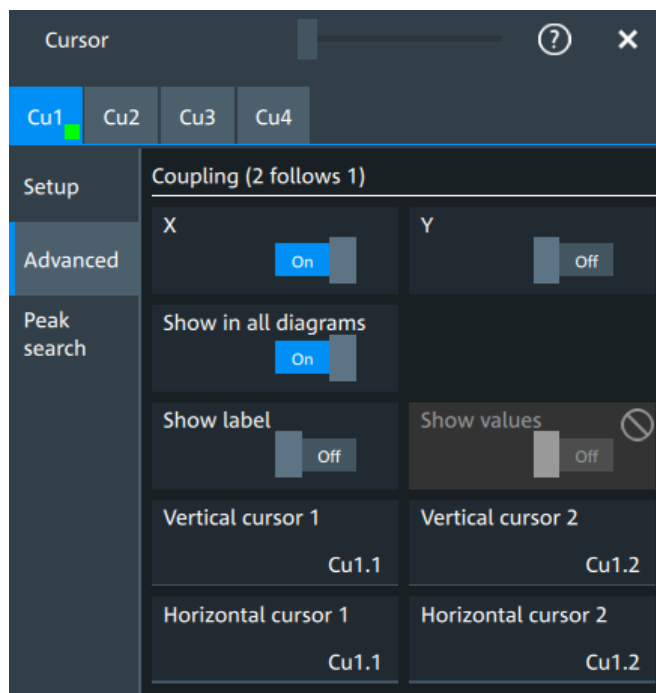 Cursor
?
Cu1 Cu2 Cu3 Cu4
Setup
Advanced
Peak
search
Coupling (2 follows 1)
X
On
Y
Off
Show in all diagrams
On
Show label
Off
Show values
Off
Vertical cursor 1
Cu1.1
Vertical cursor 2
Cu1.2
Horizontal cursor 1
Cu1.1
Horizontal cursor 2
Cu1.2